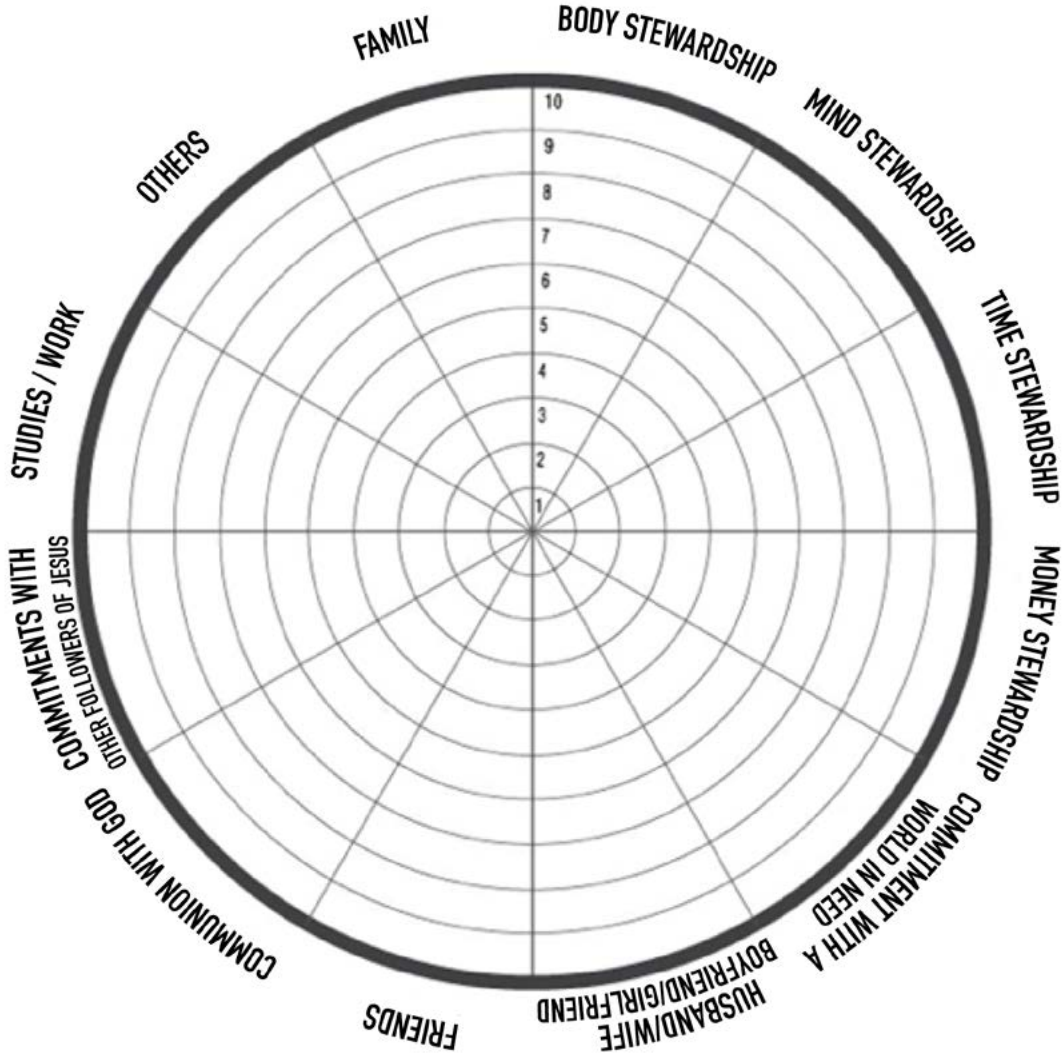 BODY STEWARDSHIP
MIND STEWARDSHIP
TIME STEWARDSHIP
MONEY STEWARDSHIP
COMMITMENT WITH A
WORLD IN NEED
HUSBAND/WIFE
BOYFRIEND/GIRLFRIEND
FRIENDS
COMMUNION WITH GOD
COMMITMENTS WITH
OTHER FOLLOWERS OF JESUS
STUDIES / WORK
OTHERS
FAMILY
10
9
8
7
6
5
4
3
2
1